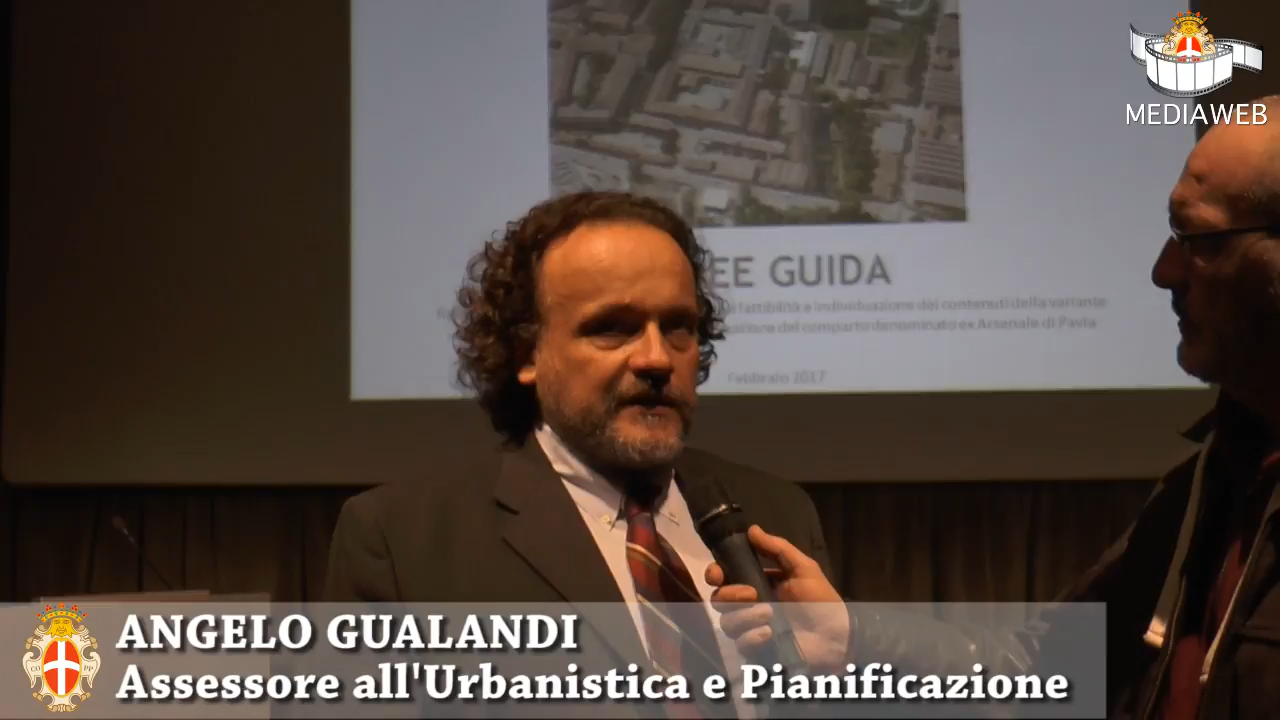 MEDIAWEB
EE GUIDA
fattibilità e individuazione dei contenuti della variante
del comparto denominato ex Arsenale di Pavia
Febbraio 2017
ANGELO GUALANDI
Assessore all'Urbanistica e Pianificazione